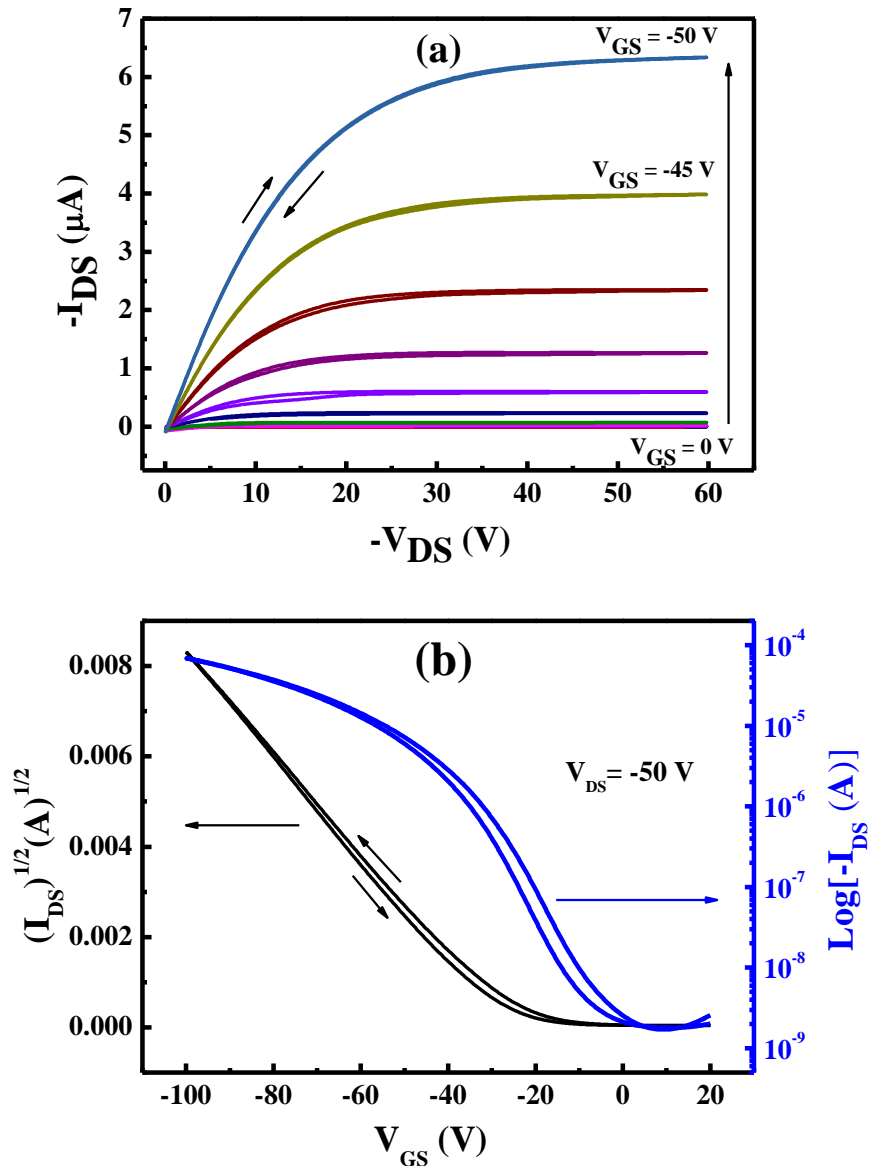 (a)
V_GS = -50 V
V_GS = -45 V
V_GS = 0 V
7
6
5
4
3
2
1
0
-I_DS (μA)
0 10 20 30 40 50 60
-V_DS (V)
(b)
V_DS= -50 V
0.008
0.006
0.004
0.002
0.000
(I_DS)^1/2(A)^1/2
10^-4
10^-5
10^-6
10^-7
10^-8
10^-9
Log[-I_DS (A)]
-100 -80 -60 -40 -20 0 20
V_GS (V)